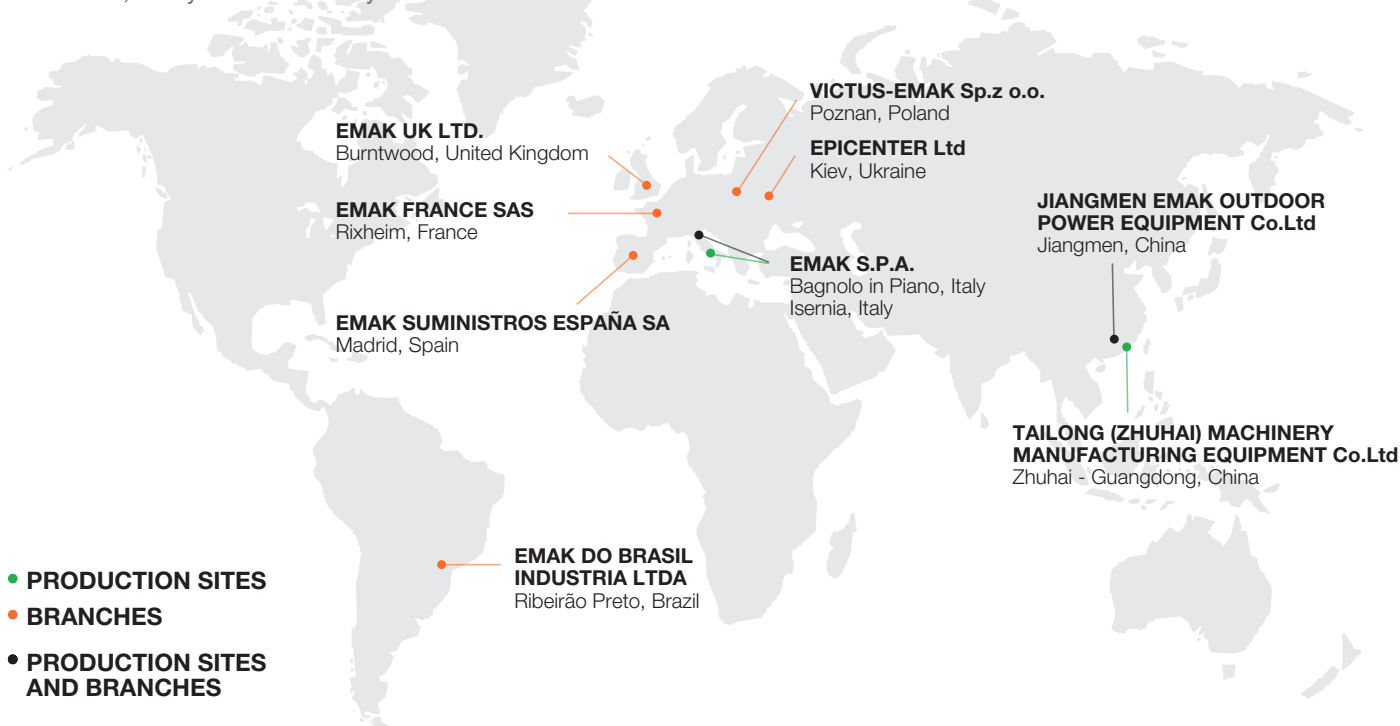 EMAK UK LTD.
Burntwood, United Kingdom
EMAK FRANCE SAS
Rixheim, France
EMAK SUMINISTROS ESPAÑA SA
Madrid, Spain
VICTUS-EMAK Sp.z o.o.
Poznan, Poland
EPICENTER Ltd
Kiev, Ukraine
EMAK S.P.A.
Bagnolo in Piano, Italy
Isernia, Italy
JIANGMEN EMAK OUTDOOR
POWER EQUIPMENT Co.Ltd
Jiangmen, China
TAILONG (ZHUHAI) MACHINERY
MANUFACTURING EQUIPMENT Co.Ltd
Zhuhai - Guangdong, China
EMAK DO BRASIL
INDUSTRIA LTDA
Ribeirão Preto, Brazil
PRODUCTION SITES
BRANCHES
PRODUCTION SITES
AND BRANCHES